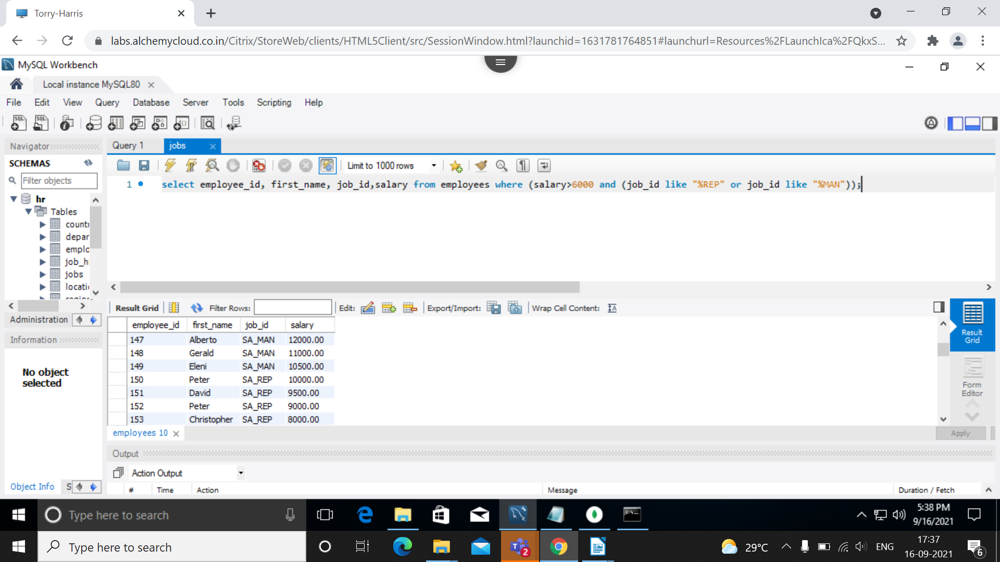 Torry-Harris
labs.alchemycloud.co.in/Citrix/StoreWeb/clients/HTML5Client/src/SessionWindow.html?launchid=1631781764851#launchurl=Resources%2FLaunchIca%2FQkxS...
MySQL Workbench
Local instance MySQL80
File Edit View Query Database Server Tools Scripting Help
Navigator
Query 1
jobs
SCHEMAS
Limit to 1000 rows
Filter objects
1 select employee_id, first_name, job_id,salary from employees where (salary>6000 and (job_id like "%REP" or job_id like "%MAN"));
hr
Tables
countr
depar
emplo
job_hi
jobs
locati
region
Result Grid Filter Rows: Edit: Export/Import: Wrap Cell Content:
Administration
Information
No object
selected
employee_id first_name job_id salary
147 Alberto SA_MAN 12000.00
148 Gerald SA_MAN 11000.00
149 Eleni SA_MAN 10500.00
150 Peter SA_REP 10000.00
151 David SA_REP 9500.00
152 Peter SA_REP 9000.00
153 Christopher SA_REP 8000.00
Result
Grid
Form
Editor
employees 10
Apply
Output
Action Output
Object Info S
# Time Action Message Duration / Fetch
Type here to search
5:38 PM
9/16/2021
Type here to search
2
29°C
ENG
17:37
16-09-2021
6